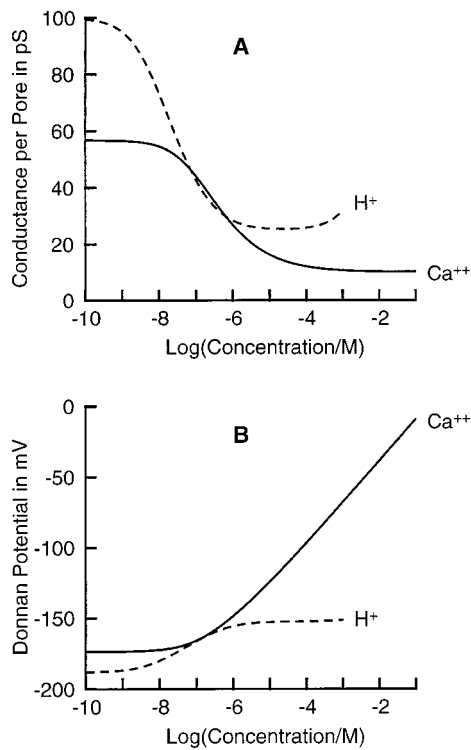 A
Conductance per Pore in pS
100
80
60
40
20
0
H+
Ca++
-10 -8 -6 -4 -2
Log(Concentration/M)
B
Donnan Potential in mV
0
-50
-100
-150
-200
Ca++
H+
-10 -8 -6 -4 -2
Log(Concentration/M)